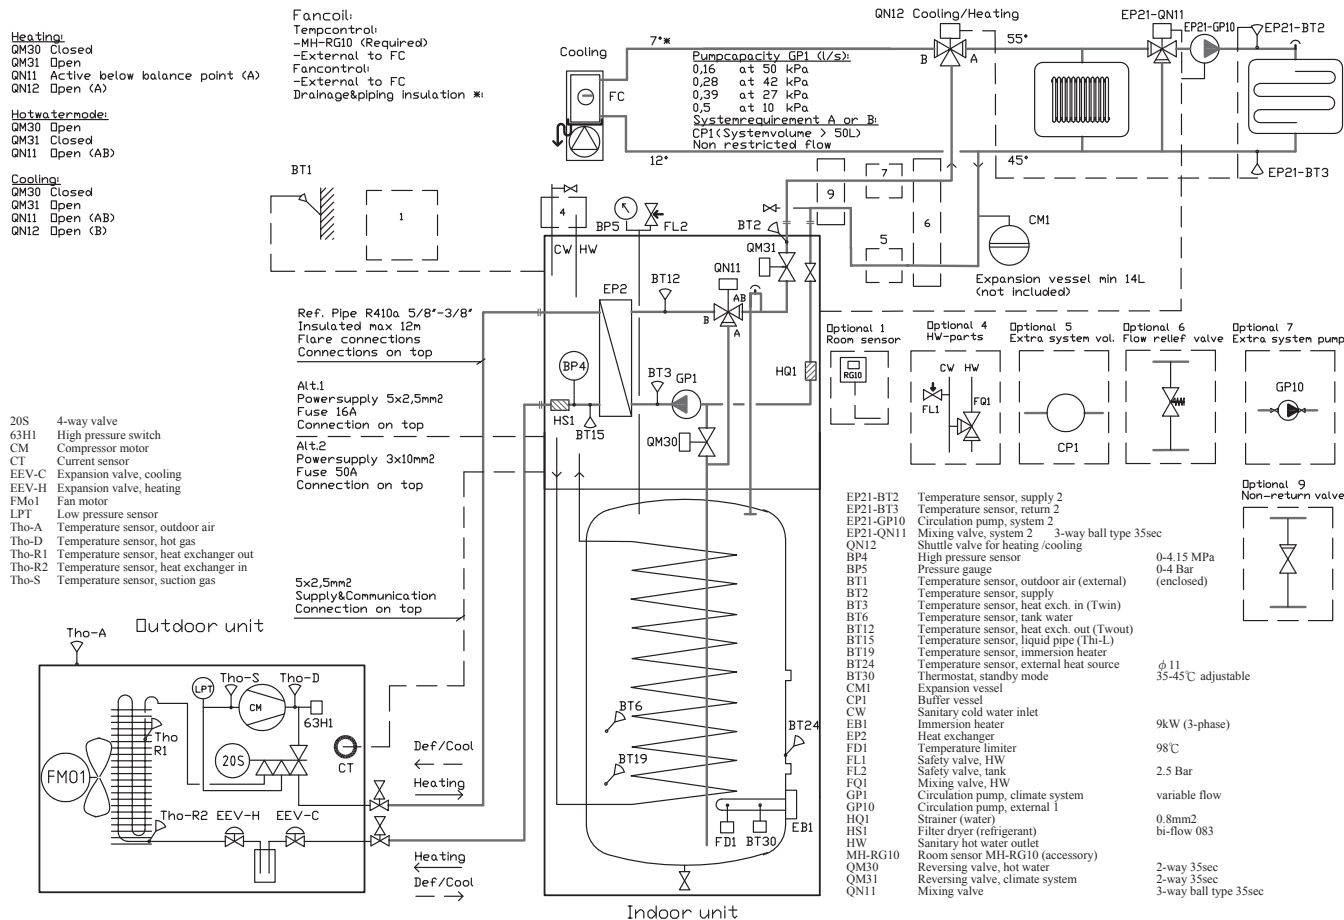 Heating:
QM30 Closed
QM31 Open
QN11 Active below balance point (A)
QN12 Open (A)
Hotwatermode:
QM30 Open
QM31 Closed
QN11 Open (AB)
Cooling:
QM30 Closed
QM31 Open
QN11 Open (AB)
QN12 Open (B)
Fancoil:
Tempcontrol:
-MH-RG10 (Required)
-External to FC
Fancontrol:
-External to FC
Drainage&piping insulation *:
Cooling
FC
7°*
12°
Pumpcapacity GP1 (l/s):
0,16 at 50 kPa
0,28 at 42 kPa
0,39 at 27 kPa
0,5 at 10 kPa
Systemrequirement A or B:
CP1(Systemvolume > 50L)
Non restricted flow
QN12 Cooling/Heating
B
A
55°
45°
EP21-QN11
EP21-GP10
EP21-BT2
EP21-BT3
BT1
1
4
CW HW
BP5
FL2
BT2
9
7
6
5
CM1
Expansion vessel min 14L
(not included)
QM31
QN11
AB
B
A
BT12
EP2
BP4
BT3
GP1
HQ1
HS1
BT15
QM30
Ref. Pipe R410a 5/8"-3/8"
Insulated max 12m
Flare connections
Connections on top
Alt.1
Powersupply 5x2,5mm2
Fuse 16A
Connection on top
Alt.2
Powersupply 3x10mm2
Fuse 50A
Connection on top
5x2,5mm2
Supply&Communication
Connection on top
20S 4-way valve
63H1 High pressure switch
CM Compressor motor
CT Current sensor
EEV-C Expansion valve, cooling
EEV-H Expansion valve, heating
FMo1 Fan motor
LPT Low pressure sensor
Tho-A Temperature sensor, outdoor air
Tho-D Temperature sensor, hot gas
Tho-R1 Temperature sensor, heat exchanger out
Tho-R2 Temperature sensor, heat exchanger in
Tho-S Temperature sensor, suction gas
Optional 1
Room sensor
RG10
Optional 4
HW-parts
CW HW
FL1
FQ1
Optional 5
Extra system vol.
CP1
Optional 6
Flow relief valve
Optional 7
Extra system pump
GP10
Optional 9
Non-return valve
Outdoor unit
Tho-A
LPT
Tho-S
Tho-D
CM
63H1
Tho
R1
20S
CT
FM01
Tho-R2
EEV-H
EEV-C
Def/Cool
Heating
Heating
Def/Cool
BT6
BT19
BT24
FD1
BT30
EB1
Indoor unit
EP21-BT2 Temperature sensor, supply 2
EP21-BT3 Temperature sensor, return 2
EP21-GP10 Circulation pump, system 2
EP21-QN11 Mixing valve, system 2 3-way ball type 35sec
QN12 Shuttle valve for heating /cooling
BP4 High pressure sensor 0-4.15 MPa
BP5 Pressure gauge 0-4 Bar
BT1 Temperature sensor, outdoor air (external) (enclosed)
BT2 Temperature sensor, supply
BT3 Temperature sensor, heat exch. in (Twin)
BT6 Temperature sensor, tank water
BT12 Temperature sensor, heat exch. out (Twout)
BT15 Temperature sensor, liquid pipe (Thi-L)
BT19 Temperature sensor, immersion heater
BT24 Temperature sensor, external heat source φ 11
BT30 Thermostat, standby mode 35-45℃ adjustable
CM1 Expansion vessel
CP1 Buffer vessel
CW Sanitary cold water inlet
EB1 Immersion heater 9kW (3-phase)
EP2 Heat exchanger
FD1 Temperature limiter 98℃
FL1 Safety valve, HW
FL2 Safety valve, tank 2.5 Bar
FQ1 Mixing valve, HW
GP1 Circulation pump, climate system variable flow
GP10 Circulation pump, external 1
HQ1 Strainer (water) 0.8mm2
HS1 Filter dryer (refrigerant) bi-flow 083
HW Sanitary hot water outlet
MH-RG10 Room sensor MH-RG10 (accessory)
QM30 Reversing valve, hot water 2-way 35sec
QM31 Reversing valve, climate system 2-way 35sec
QN11 Mixing valve 3-way ball type 35sec